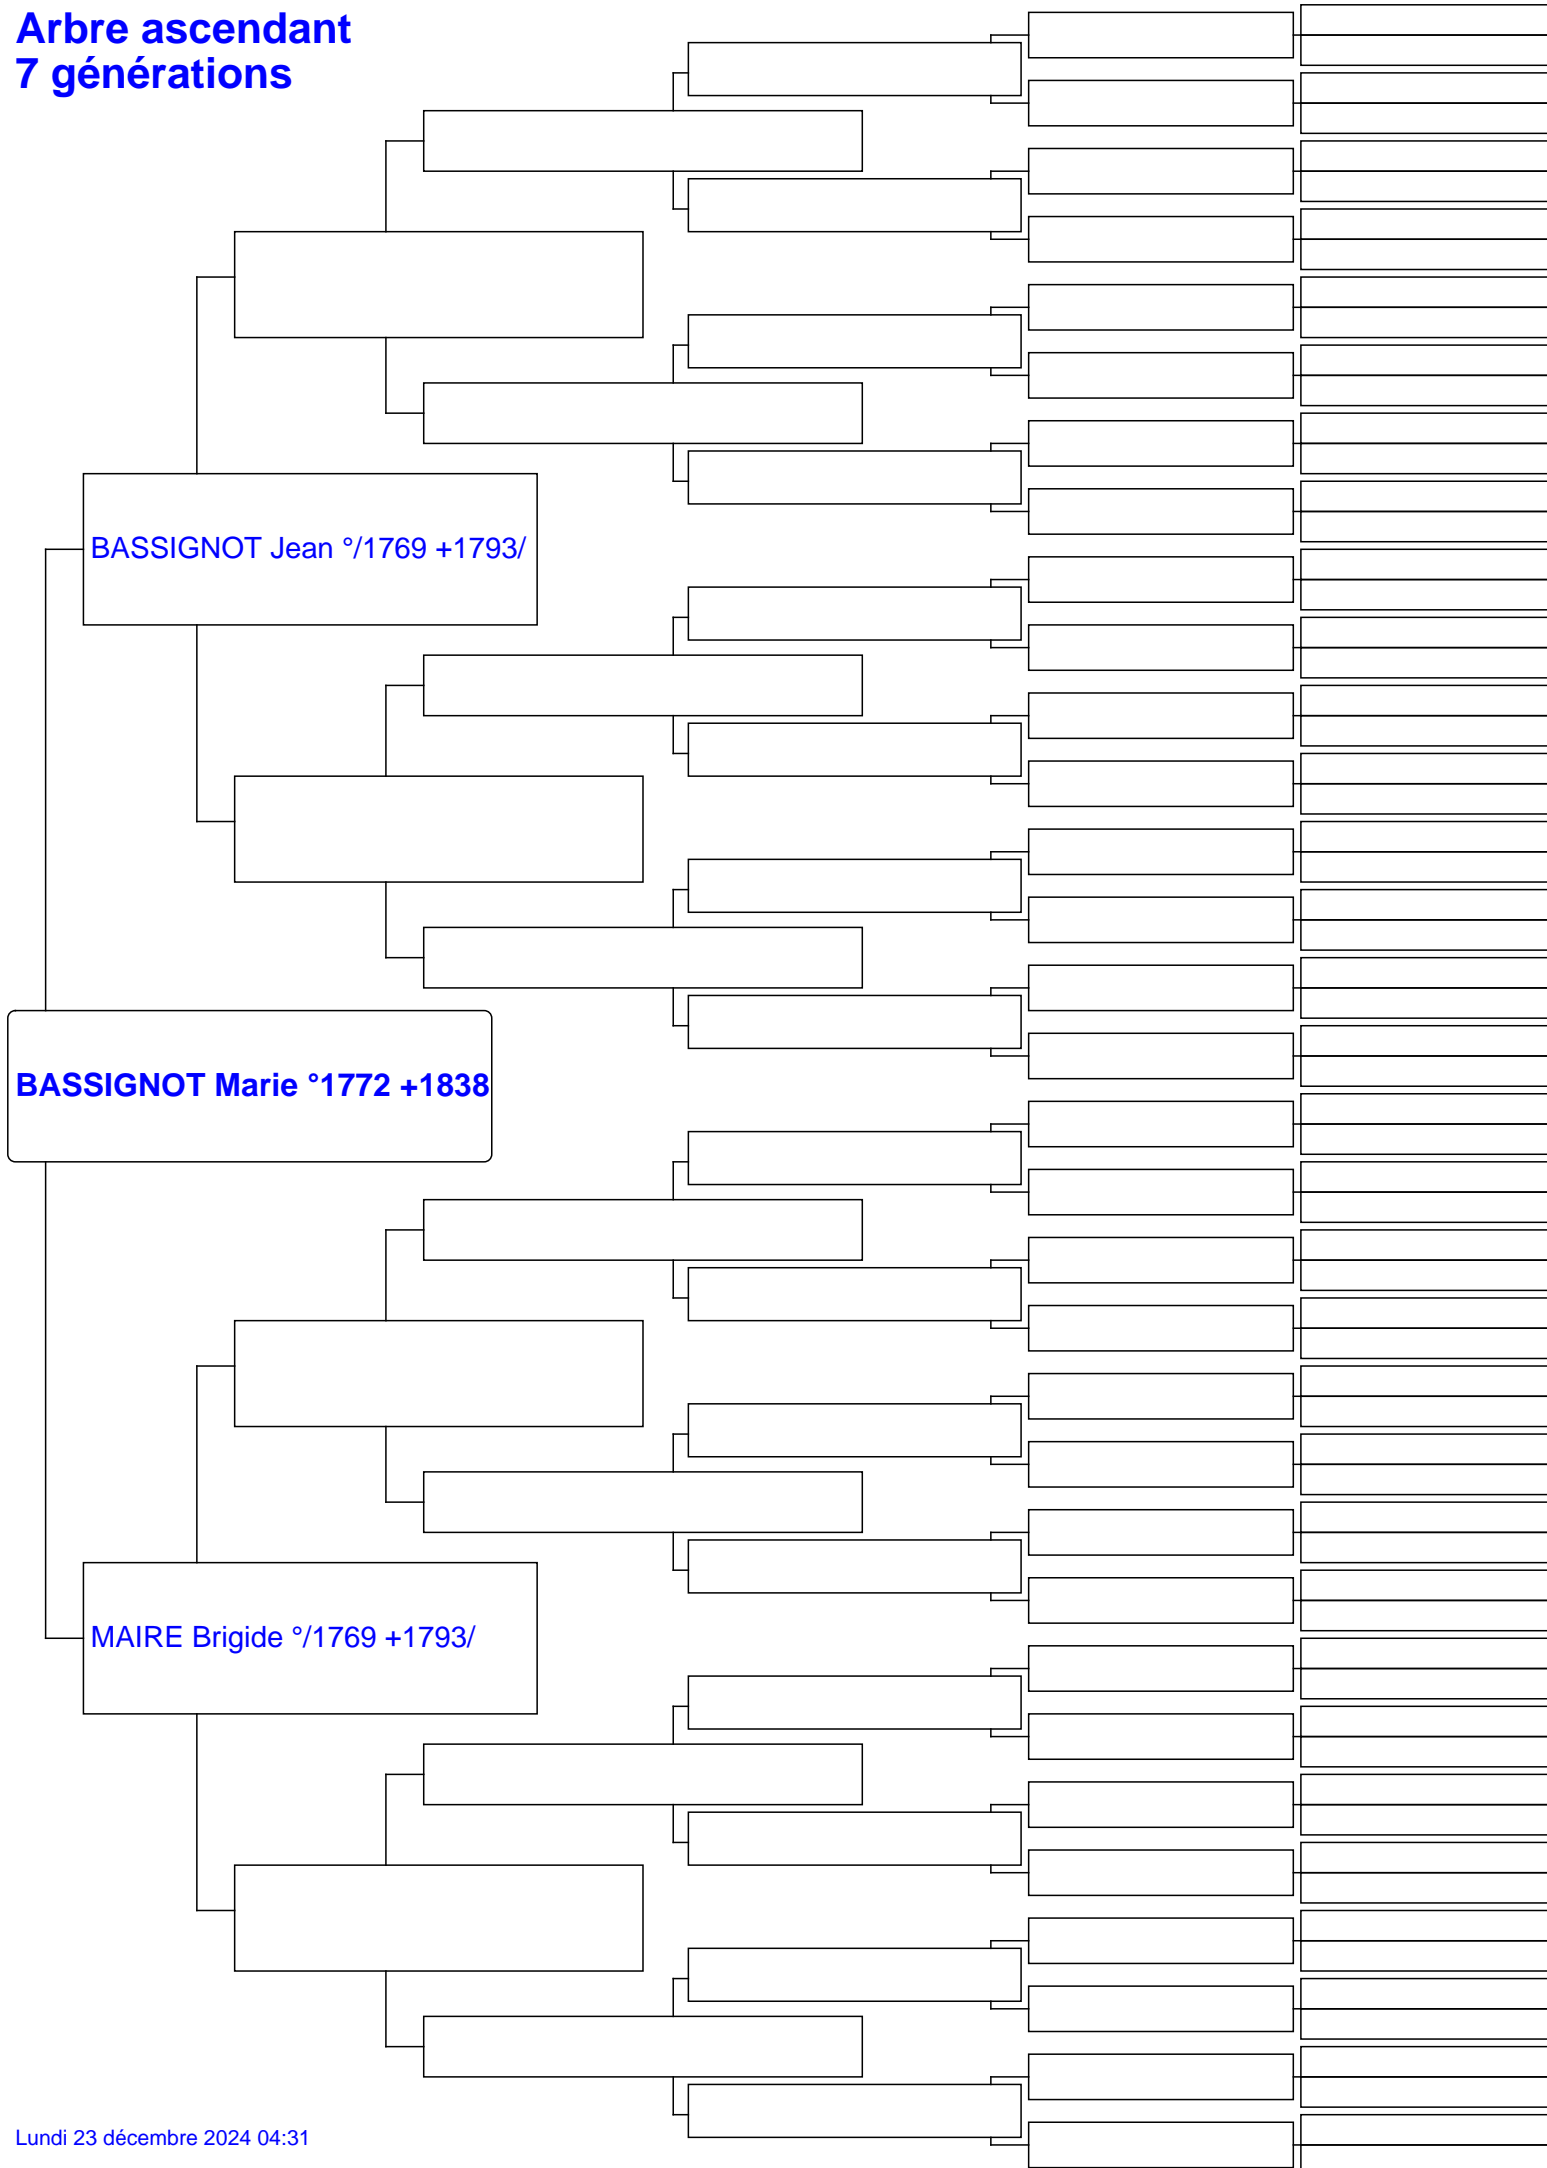 Arbre ascendant
7 générations
BASSIGNOT Jean °/1769 +1793/
BASSIGNOT Marie °1772 +1838
MAIRE Brigide °/1769 +1793/
Lundi 23 décembre 2024 04:31